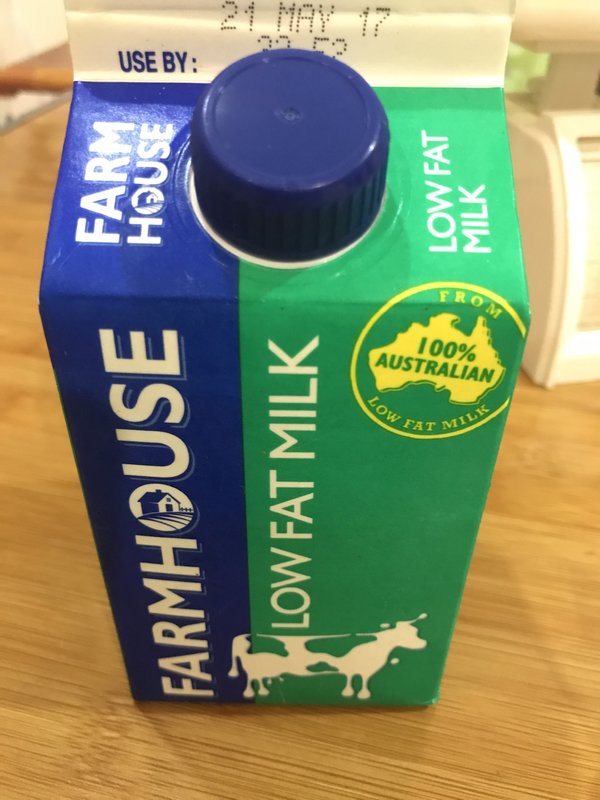 21 MAY 17
USE BY:
FARM
HOUSE
LOW FAT
MILK
FROM
100%
AUSTRALIAN
LOW FAT MILK
FARMHOUSE
LOW FAT MILK